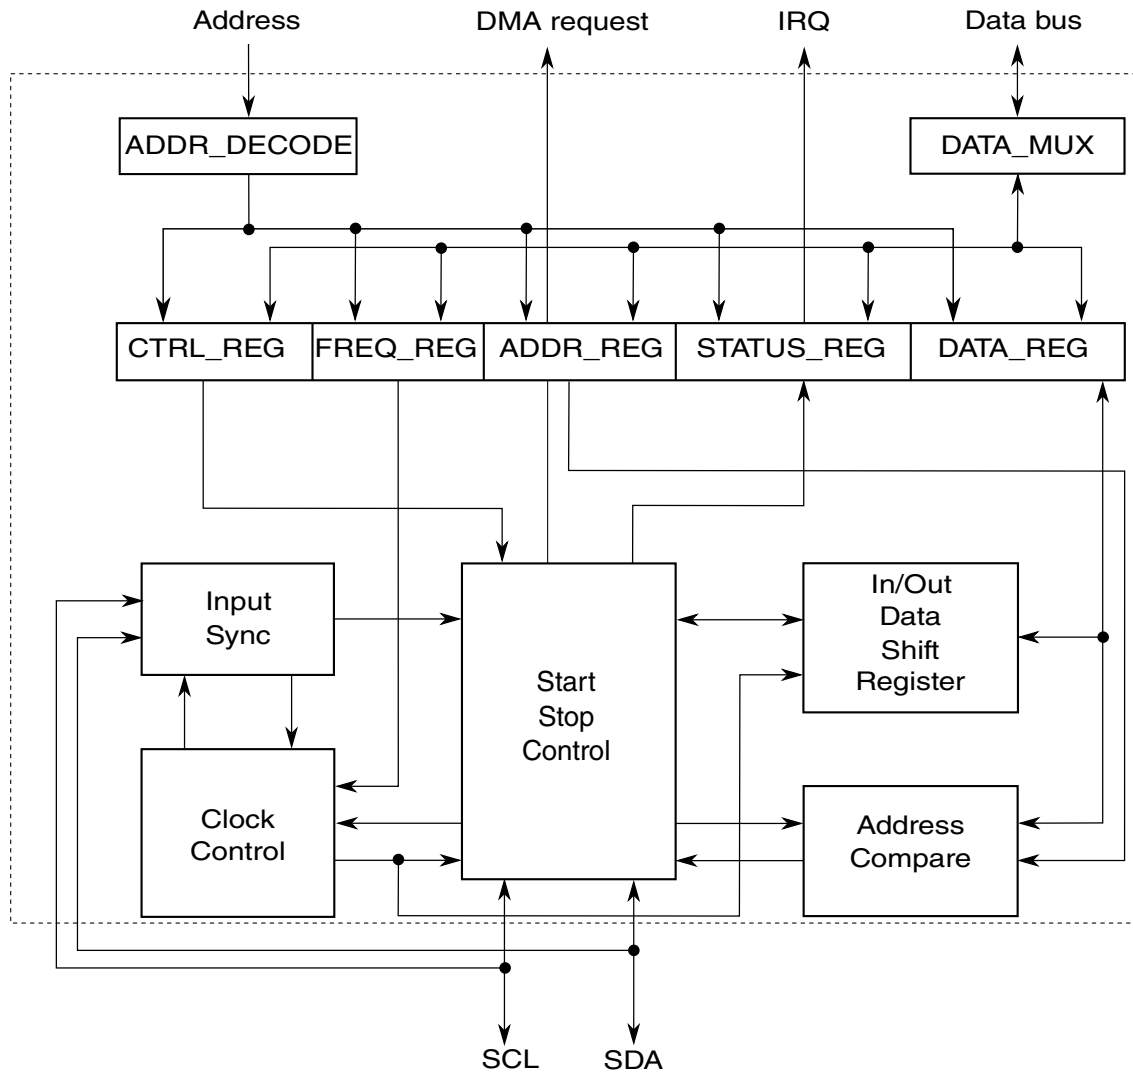 Address
DMA request
IRQ
Data bus
ADDR_DECODE
DATA_MUX
CTRL_REG
FREQ_REG
ADDR_REG
STATUS_REG
DATA_REG
Input
Sync
Start
Stop
Control
In/Out
Data
Shift
Register
Clock
Control
Address
Compare
SCL
SDA